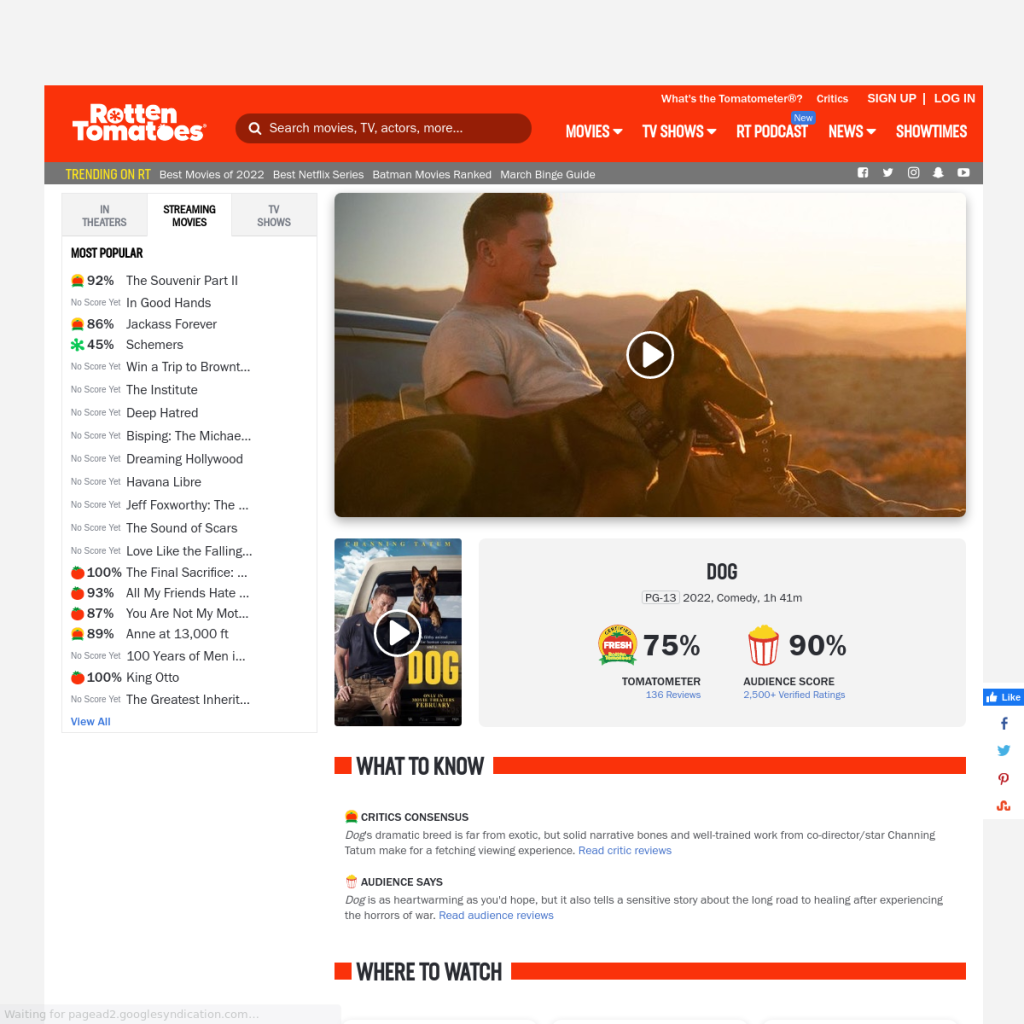 What's the Tomatometer®? Critics SIGN UP | LOG IN
Rotten Tomatoes®
Search movies, TV, actors, more...
MOVIES TV SHOWS RT PODCAST New NEWS SHOWTIMES
TRENDING ON RT Best Movies of 2022 Best Netflix Series Batman Movies Ranked March Binge Guide
IN THEATERS
STREAMING MOVIES
TV SHOWS
MOST POPULAR
92% The Souvenir Part II
No Score Yet In Good Hands
86% Jackass Forever
45% Schemers
No Score Yet Win a Trip to Brownt...
No Score Yet The Institute
No Score Yet Deep Hatred
No Score Yet Bisping: The Michae...
No Score Yet Dreaming Hollywood
No Score Yet Havana Libre
No Score Yet Jeff Foxworthy: The ...
No Score Yet The Sound of Scars
No Score Yet Love Like the Falling...
100% The Final Sacrifice: ...
93% All My Friends Hate ...
87% You Are Not My Mot...
89% Anne at 13,000 ft
No Score Yet 100 Years of Men i...
100% King Otto
No Score Yet The Greatest Inherit...
View All
CHANNING TATUM
DOG
ONLY IN
MOVIE THEATERS
FEBRUARY
DOG
PG-13 2022, Comedy, 1h 41m
CERTIFIED
FRESH
Rotten Tomatoes
75%
90%
TOMATOMETER
136 Reviews
AUDIENCE SCORE
2,500+ Verified Ratings
Like
WHAT TO KNOW
CRITICS CONSENSUS
Dog's dramatic breed is far from exotic, but solid narrative bones and well-trained work from co-director/star Channing
Tatum make for a fetching viewing experience. Read critic reviews
AUDIENCE SAYS
Dog is as heartwarming as you'd hope, but it also tells a sensitive story about the long road to healing after experiencing
the horrors of war. Read audience reviews
WHERE TO WATCH
Waiting for pagead2.googlesyndication.com...